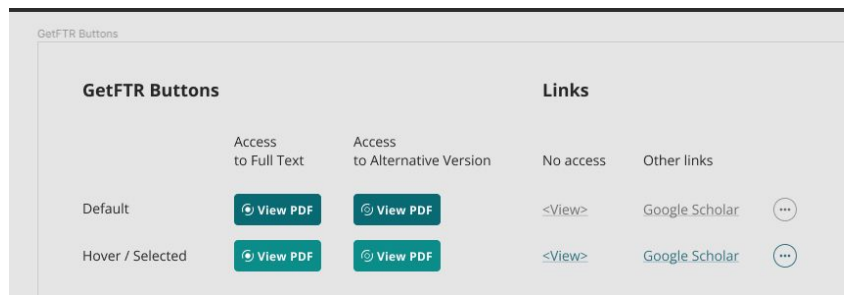 GetFTR Buttons
GetFTR Buttons Links
Access to Full Text Access to Alternative Version No access Other links
Default View PDF View PDF <View> Google Scholar
Hover / Selected View PDF View PDF <View> Google Scholar